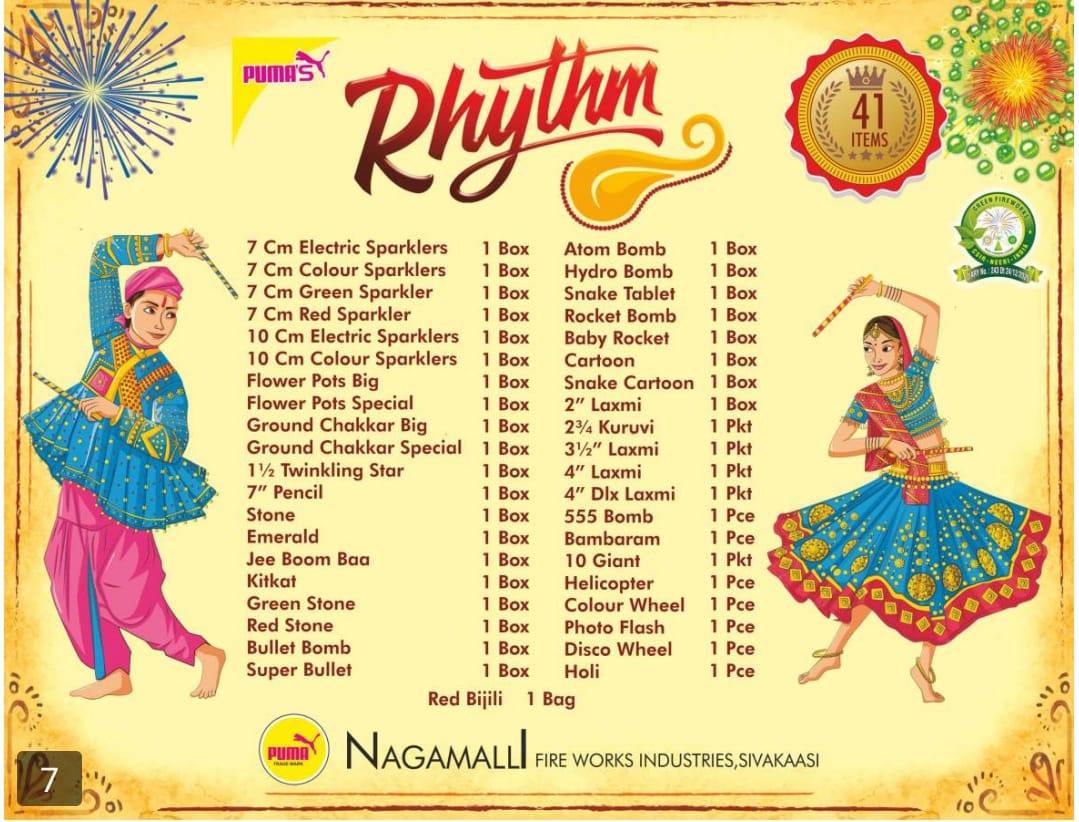 PUMA'S
Rhythm
41
ITEMS
GREEN FIREWORKS
CSIR-NEERI-INDIA
7 Cm Electric Sparklers 1 Box
7 Cm Colour Sparklers 1 Box
7 Cm Green Sparkler 1 Box
7 Cm Red Sparkler 1 Box
10 Cm Electric Sparklers 1 Box
10 Cm Colour Sparklers 1 Box
Flower Pots Big 1 Box
Flower Pots Special 1 Box
Ground Chakkar Big 1 Box
Ground Chakkar Special 1 Box
1½ Twinkling Star 1 Box
7" Pencil 1 Box
Stone 1 Box
Emerald 1 Box
Jee Boom Baa 1 Box
Kitkat 1 Box
Green Stone 1 Box
Red Stone 1 Box
Bullet Bomb 1 Box
Super Bullet 1 Box
Atom Bomb 1 Box
Hydro Bomb 1 Box
Snake Tablet 1 Box
Rocket Bomb 1 Box
Baby Rocket 1 Box
Cartoon 1 Box
Snake Cartoon 1 Box
2" Laxmi 1 Box
2¾ Kuruvi 1 Pkt
3½" Laxmi 1 Pkt
4" Laxmi 1 Pkt
4" Dlx Laxmi 1 Pkt
555 Bomb 1 Pce
Bambaram 1 Pce
10 Giant 1 Pkt
Helicopter 1 Pce
Colour Wheel 1 Pce
Photo Flash 1 Pce
Disco Wheel 1 Pce
Holi 1 Pce
Red Bijili 1 Bag
PUMA
TRADE MARK
NAGAMALLI FIRE WORKS INDUSTRIES,SIVAKAASI
7